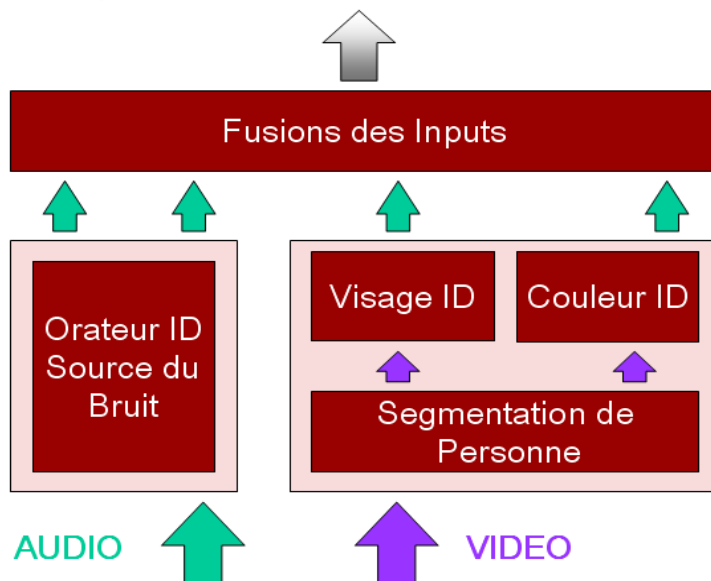 Fusions des Inputs
Orateur ID
Source du
Bruit
Visage ID
Couleur ID
Segmentation de
Personne
AUDIO
VIDEO